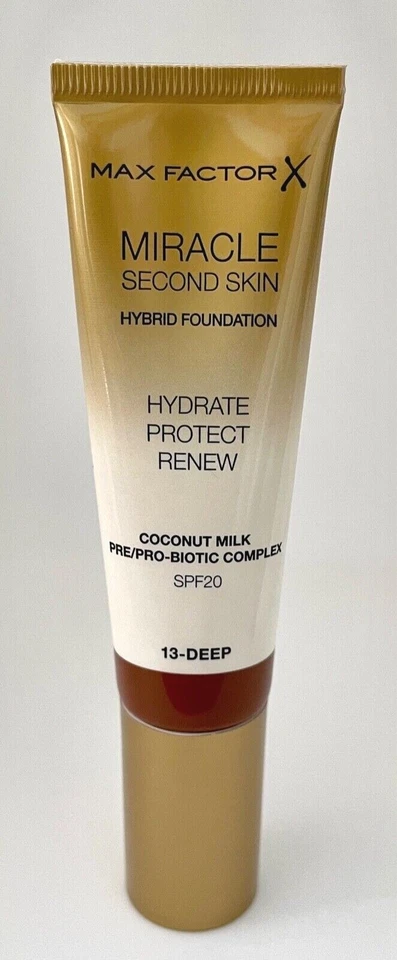 MAX FACTOR X
MIRACLE
SECOND SKIN
HYBRID FOUNDATION
HYDRATE
PROTECT
RENEW
COCONUT MILK
PRE/PRO-BIOTIC COMPLEX
SPF20
13-DEEP